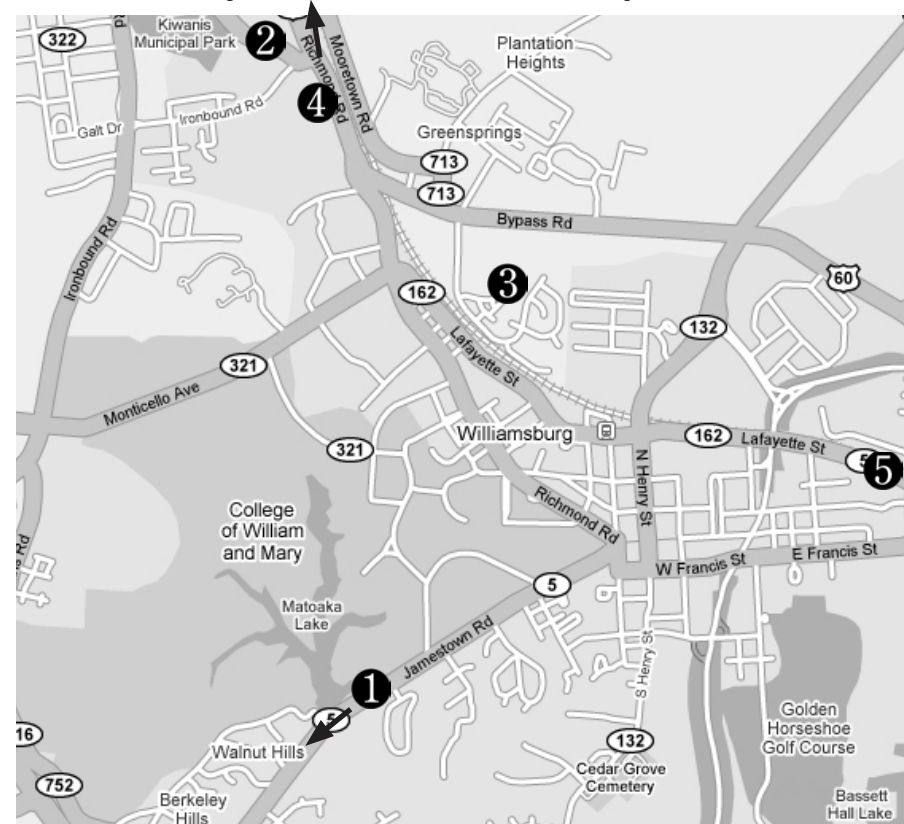 Kiwanis
Municipal Park
322
2
Richmond Rd
Mooretown Rd
Plantation
Heights
4
Ironbound Rd
Galt Dr
Greensprings
713
713
Bypass Rd
Ironbound Rd
3
60
162
132
Lafayette St
321
Monticello Ave
321
Williamsburg
162
Lafayette St
5
5
N Henry St
Richmond Rd
College
of William
and Mary
W Francis St
E Francis St
5
Matoaka
Lake
Jamestown Rd
S Henry St
1
5
Walnut Hills
132
Golden
Horseshoe
Golf Course
16
752
Cedar Grove
Cemetery
Berkeley
Hills
Bassett
Hall Lake